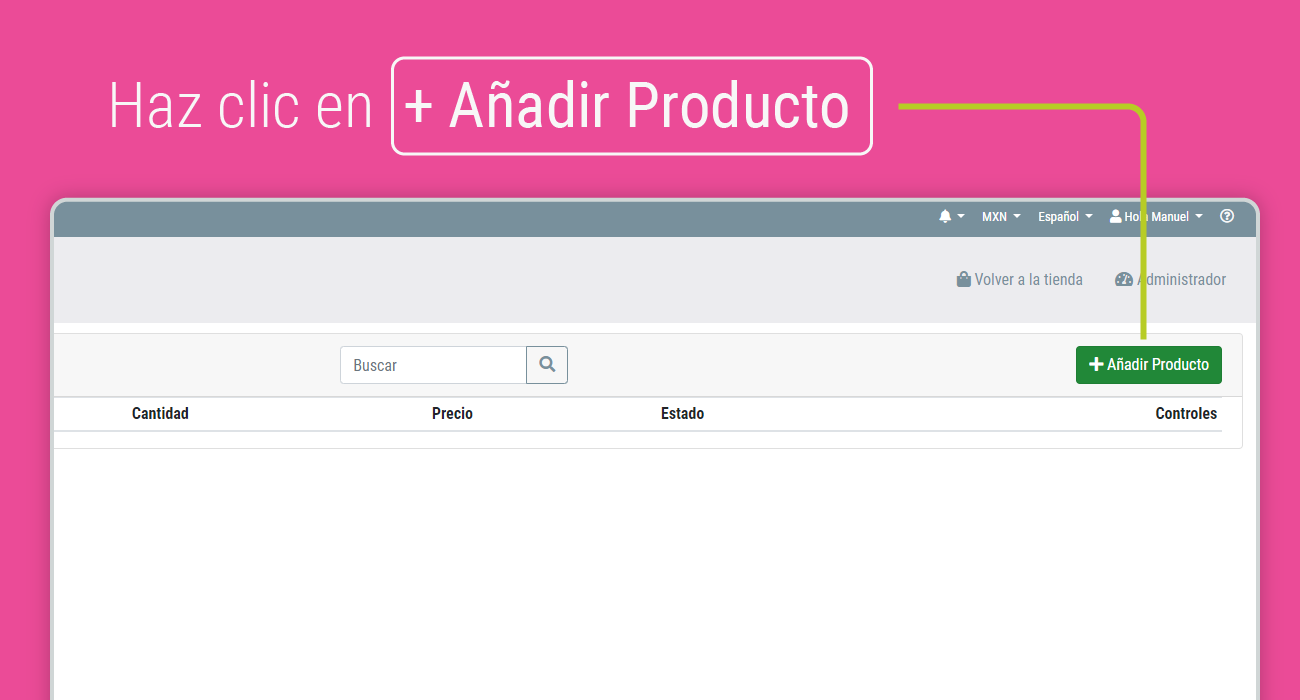 Haz clic en + Añadir Producto
MXN Español Hola Manuel
Volver a la tienda Administrador
Buscar + Añadir Producto
Cantidad Precio Estado Controles